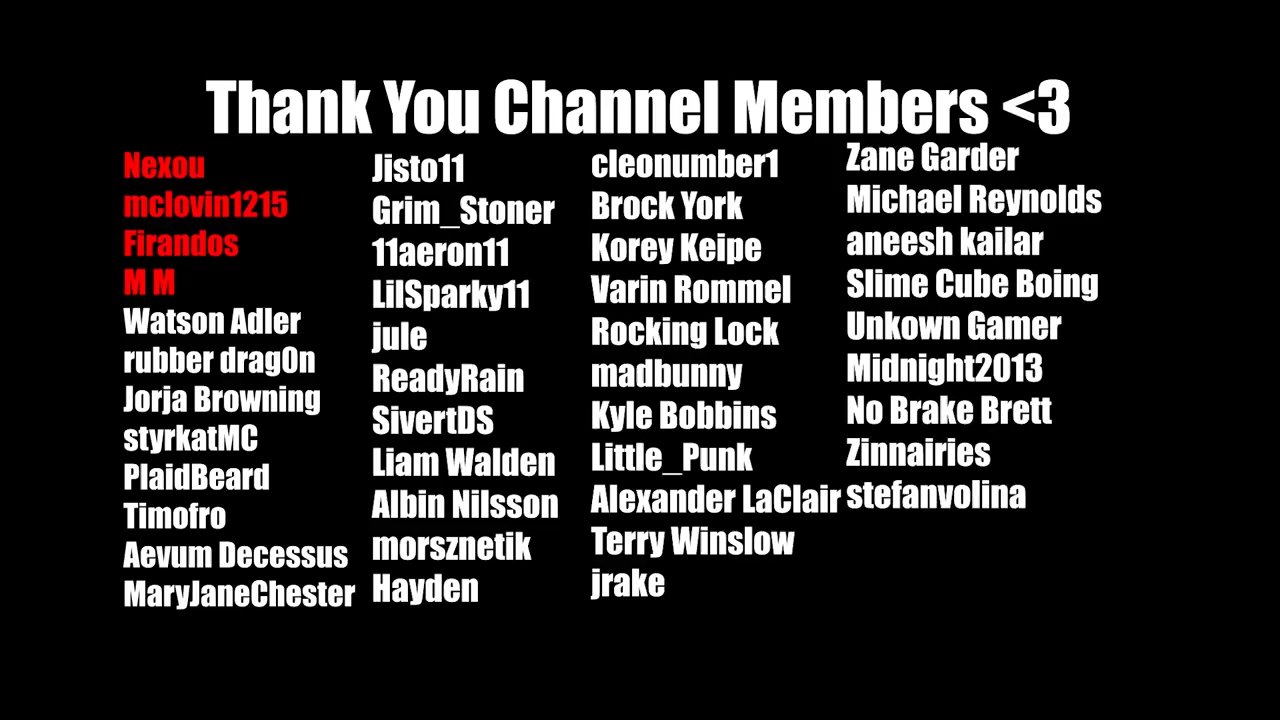 Thank You Channel Members <3
Nexou
mclovin1215
Firandos
M M
Watson Adler
rubber drag0n
Jorja Browning
styrkatMC
PlaidBeard
Timofro
Aevum Decessus
MaryJaneChester
Jisto11
Grim_Stoner
11aeron11
LilSparky11
jule
ReadyRain
SivertDS
Liam Walden
Albin Nilsson
morsznetik
Hayden
cleonumber1
Brock York
Korey Keipe
Varin Rommel
Rocking Lock
madbunny
Kyle Bobbins
Little_Punk
Alexander LaClair
Terry Winslow
jrake
Zane Garder
Michael Reynolds
aneesh kailar
Slime Cube Boing
Unkown Gamer
Midnight2013
No Brake Brett
Zinnairies
stefanvolina